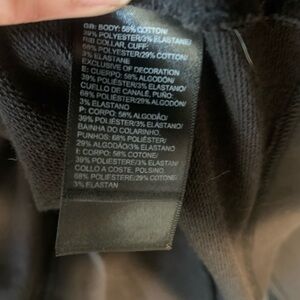 GB: BODY: 58% COTTON/
39% POLYESTER/3% ELASTANE/
RIB COLLAR, CUFF:
68% POLYESTER/29% COTTON/
3% ELASTANE
EXCLUSIVE OF DECORATION
E: CUERPO: 58% ALGODÓN/
39% POLIÉSTER/3% ELASTANO/
CUELLO DE CANALÉ, PUÑO:
68% POLIÉSTER/29% ALGODÓN/
3% ELASTANO
P: CORPO: 58% ALGODÃO/
39% POLIÉSTER/3% ELASTANO/
BAINHA DO COLARINHO,
PUNHOS: 68% POLIÉSTER/
29% ALGODÃO/3% ELASTANO
I: CORPO: 58% COTONE/
39% POLIESTERE/3% ELASTAN/
COLLO A COSTE, POLSINO:
68% POLIESTERE/29% COTONE/
3% ELASTAN